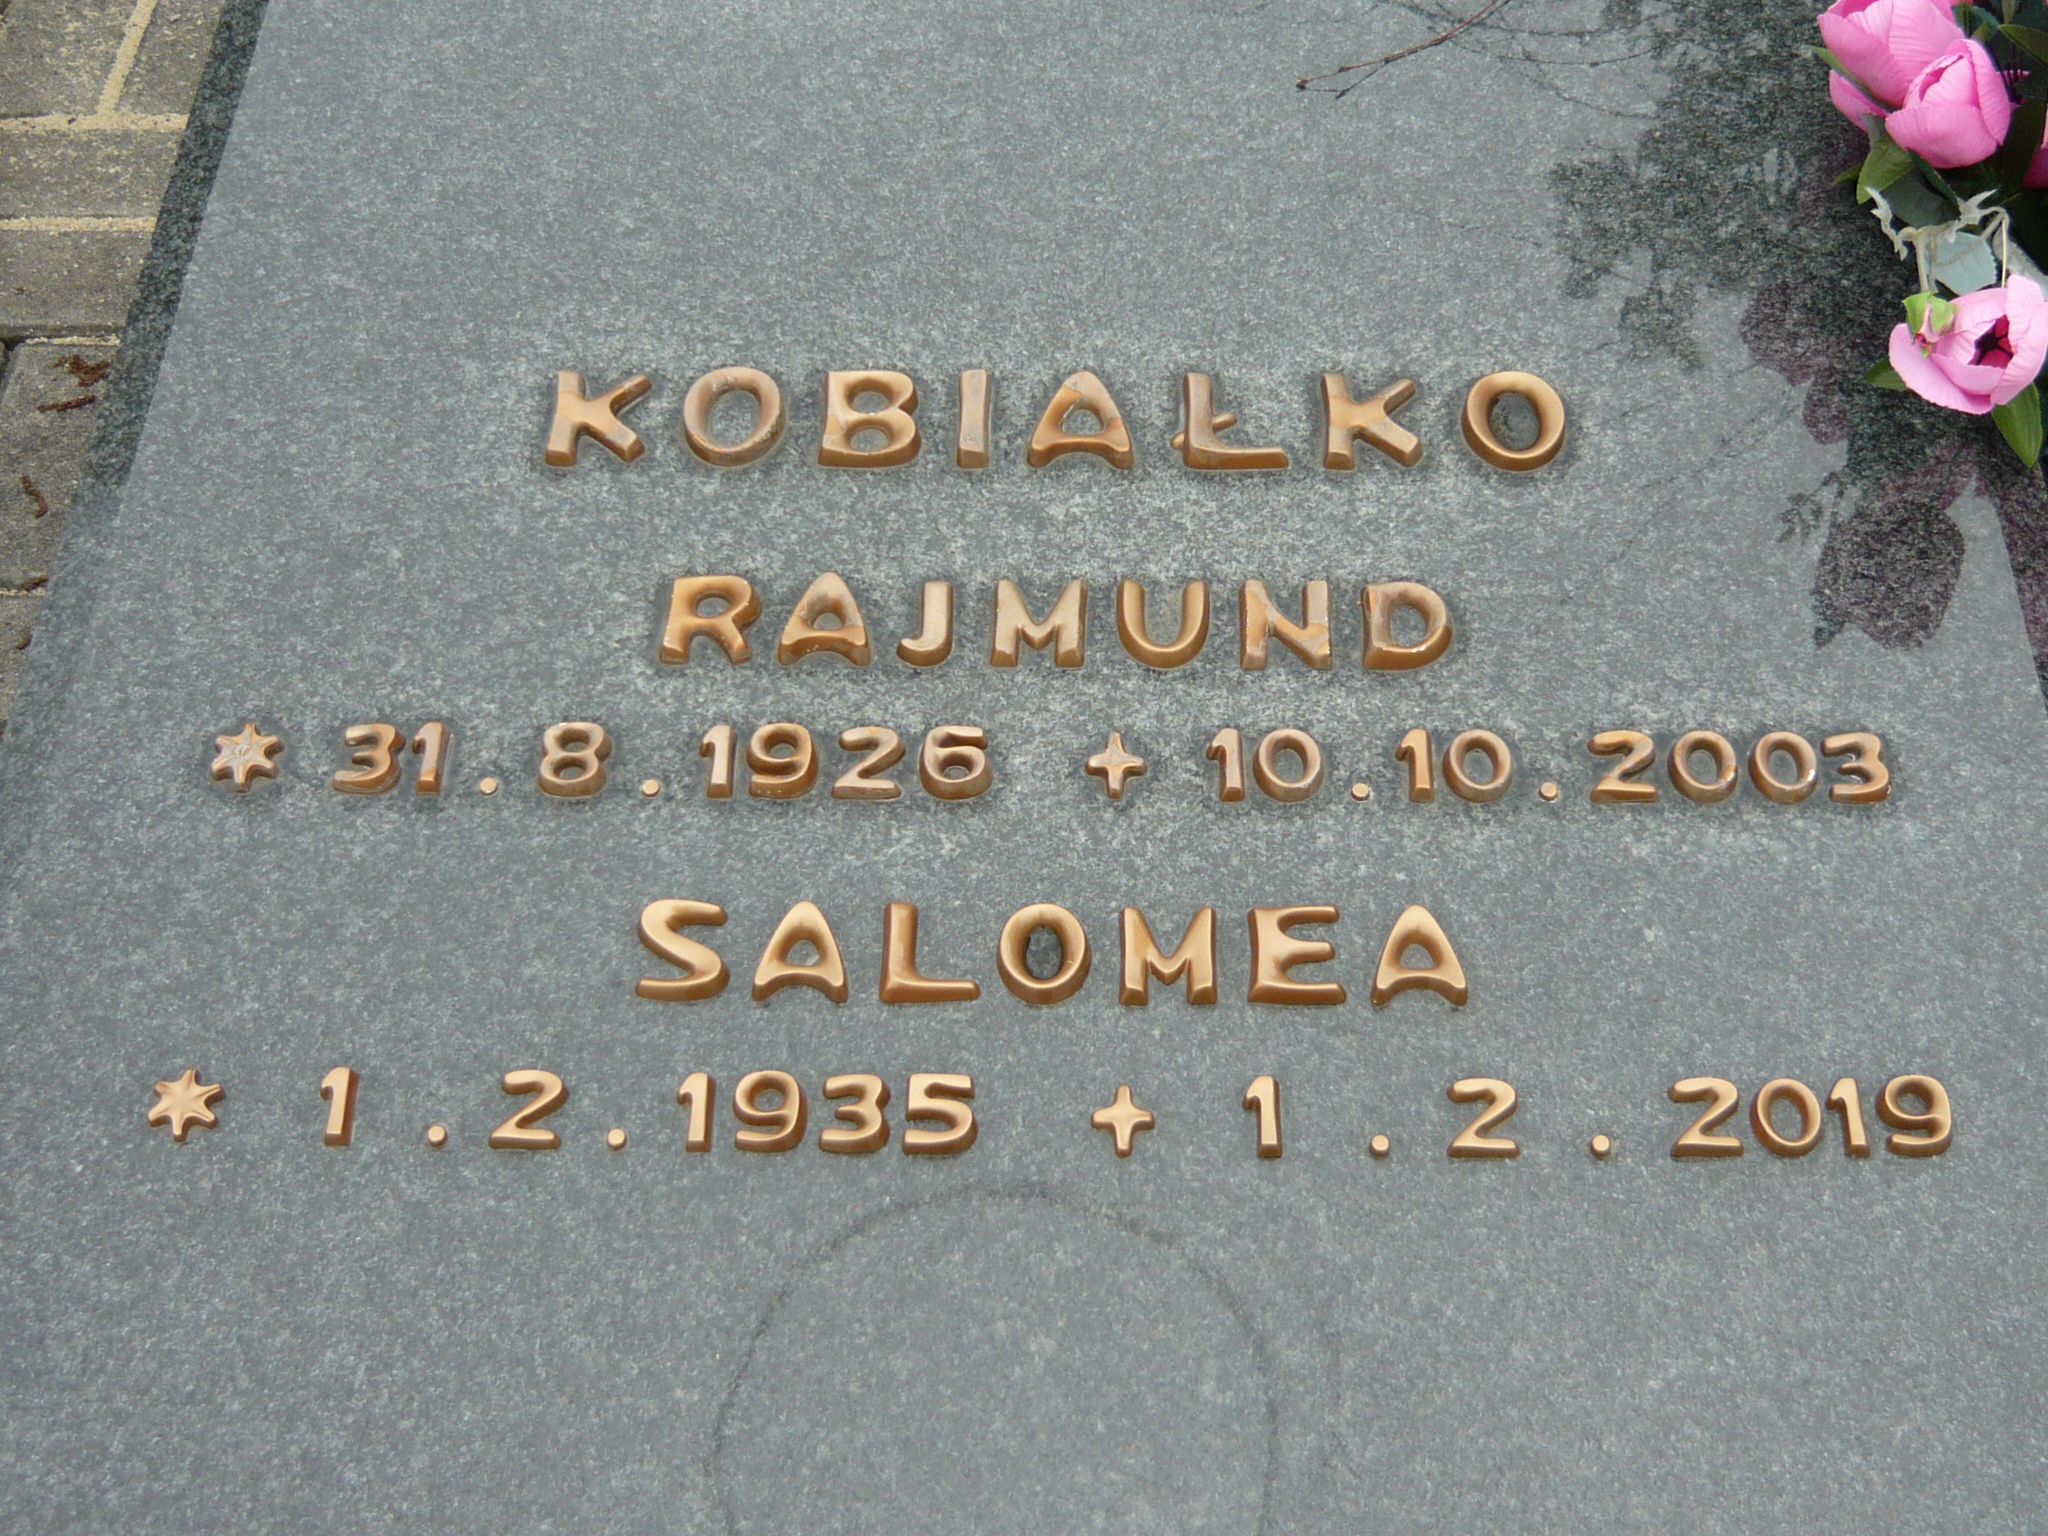 KOBIAŁKO
RAJMUND
* 31.8.1926 + 10.10.2003
SALOMEA
* 1.2.1935 + 1.2.2019